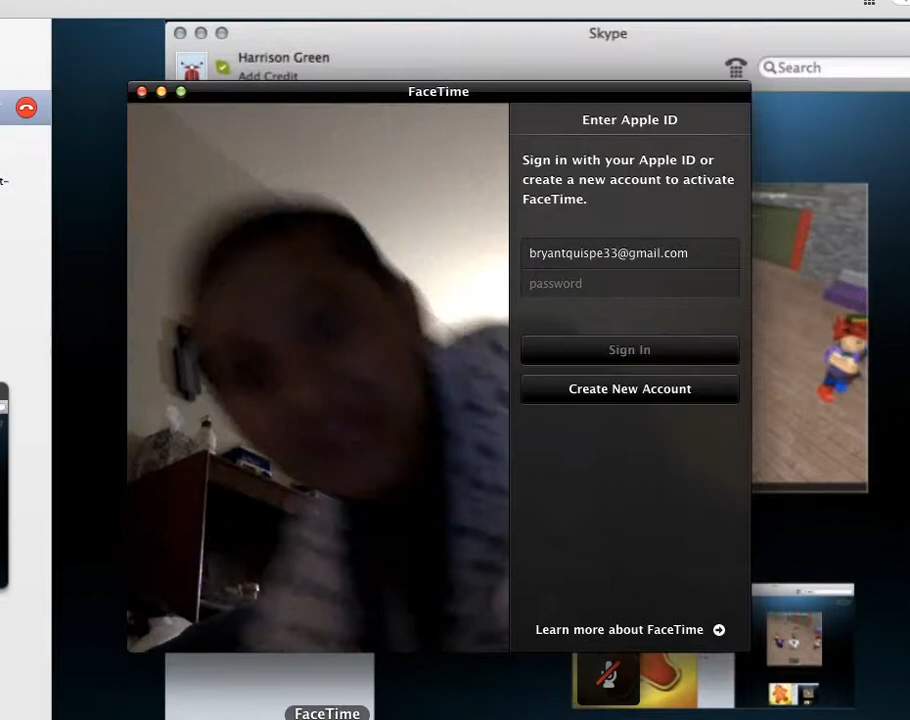 Skype
Harrison Green
Add Credit
Search
FaceTime
Enter Apple ID
Sign in with your Apple ID or
create a new account to activate
FaceTime.
bryantquispe33@gmail.com
password
Sign In
Create New Account
Learn more about FaceTime
FaceTime